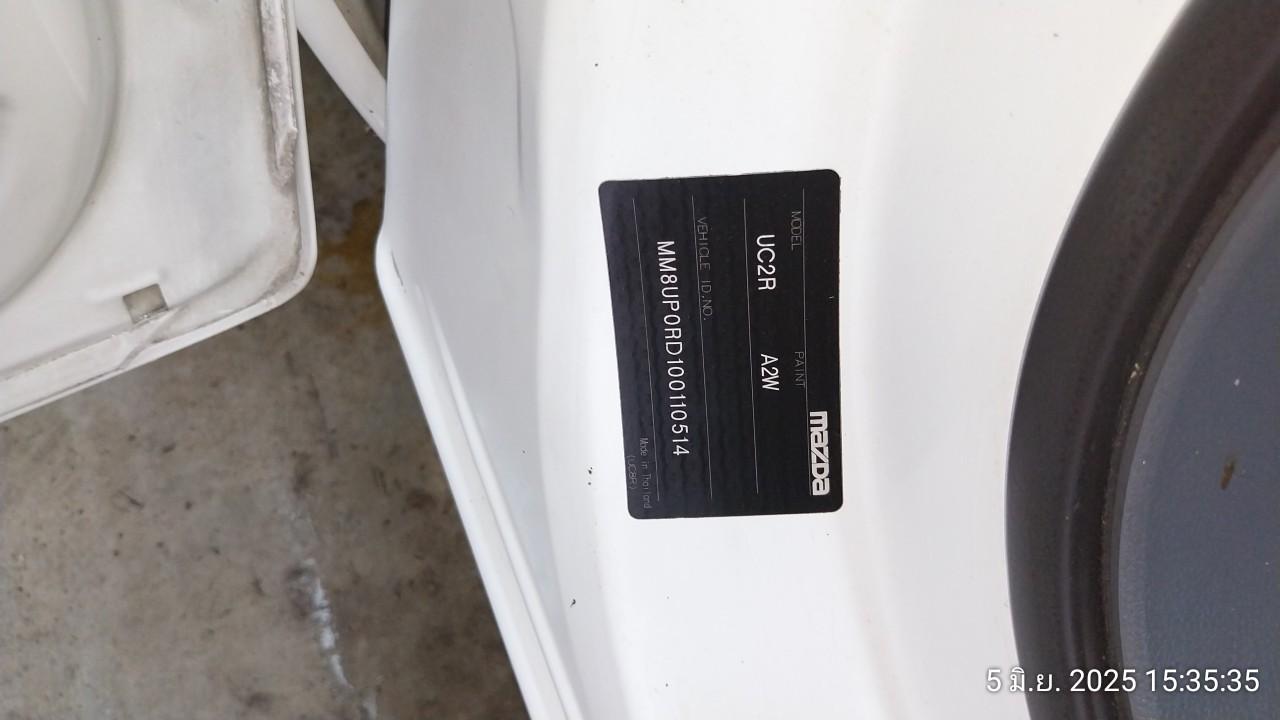 mazda
MODEL PAINT
UC2R A2W
VEHICLE ID.NO.
MM8UP0RD100110514
Made in Thailand
(UC8R)
5 มิ.ย. 2025 15:35:35